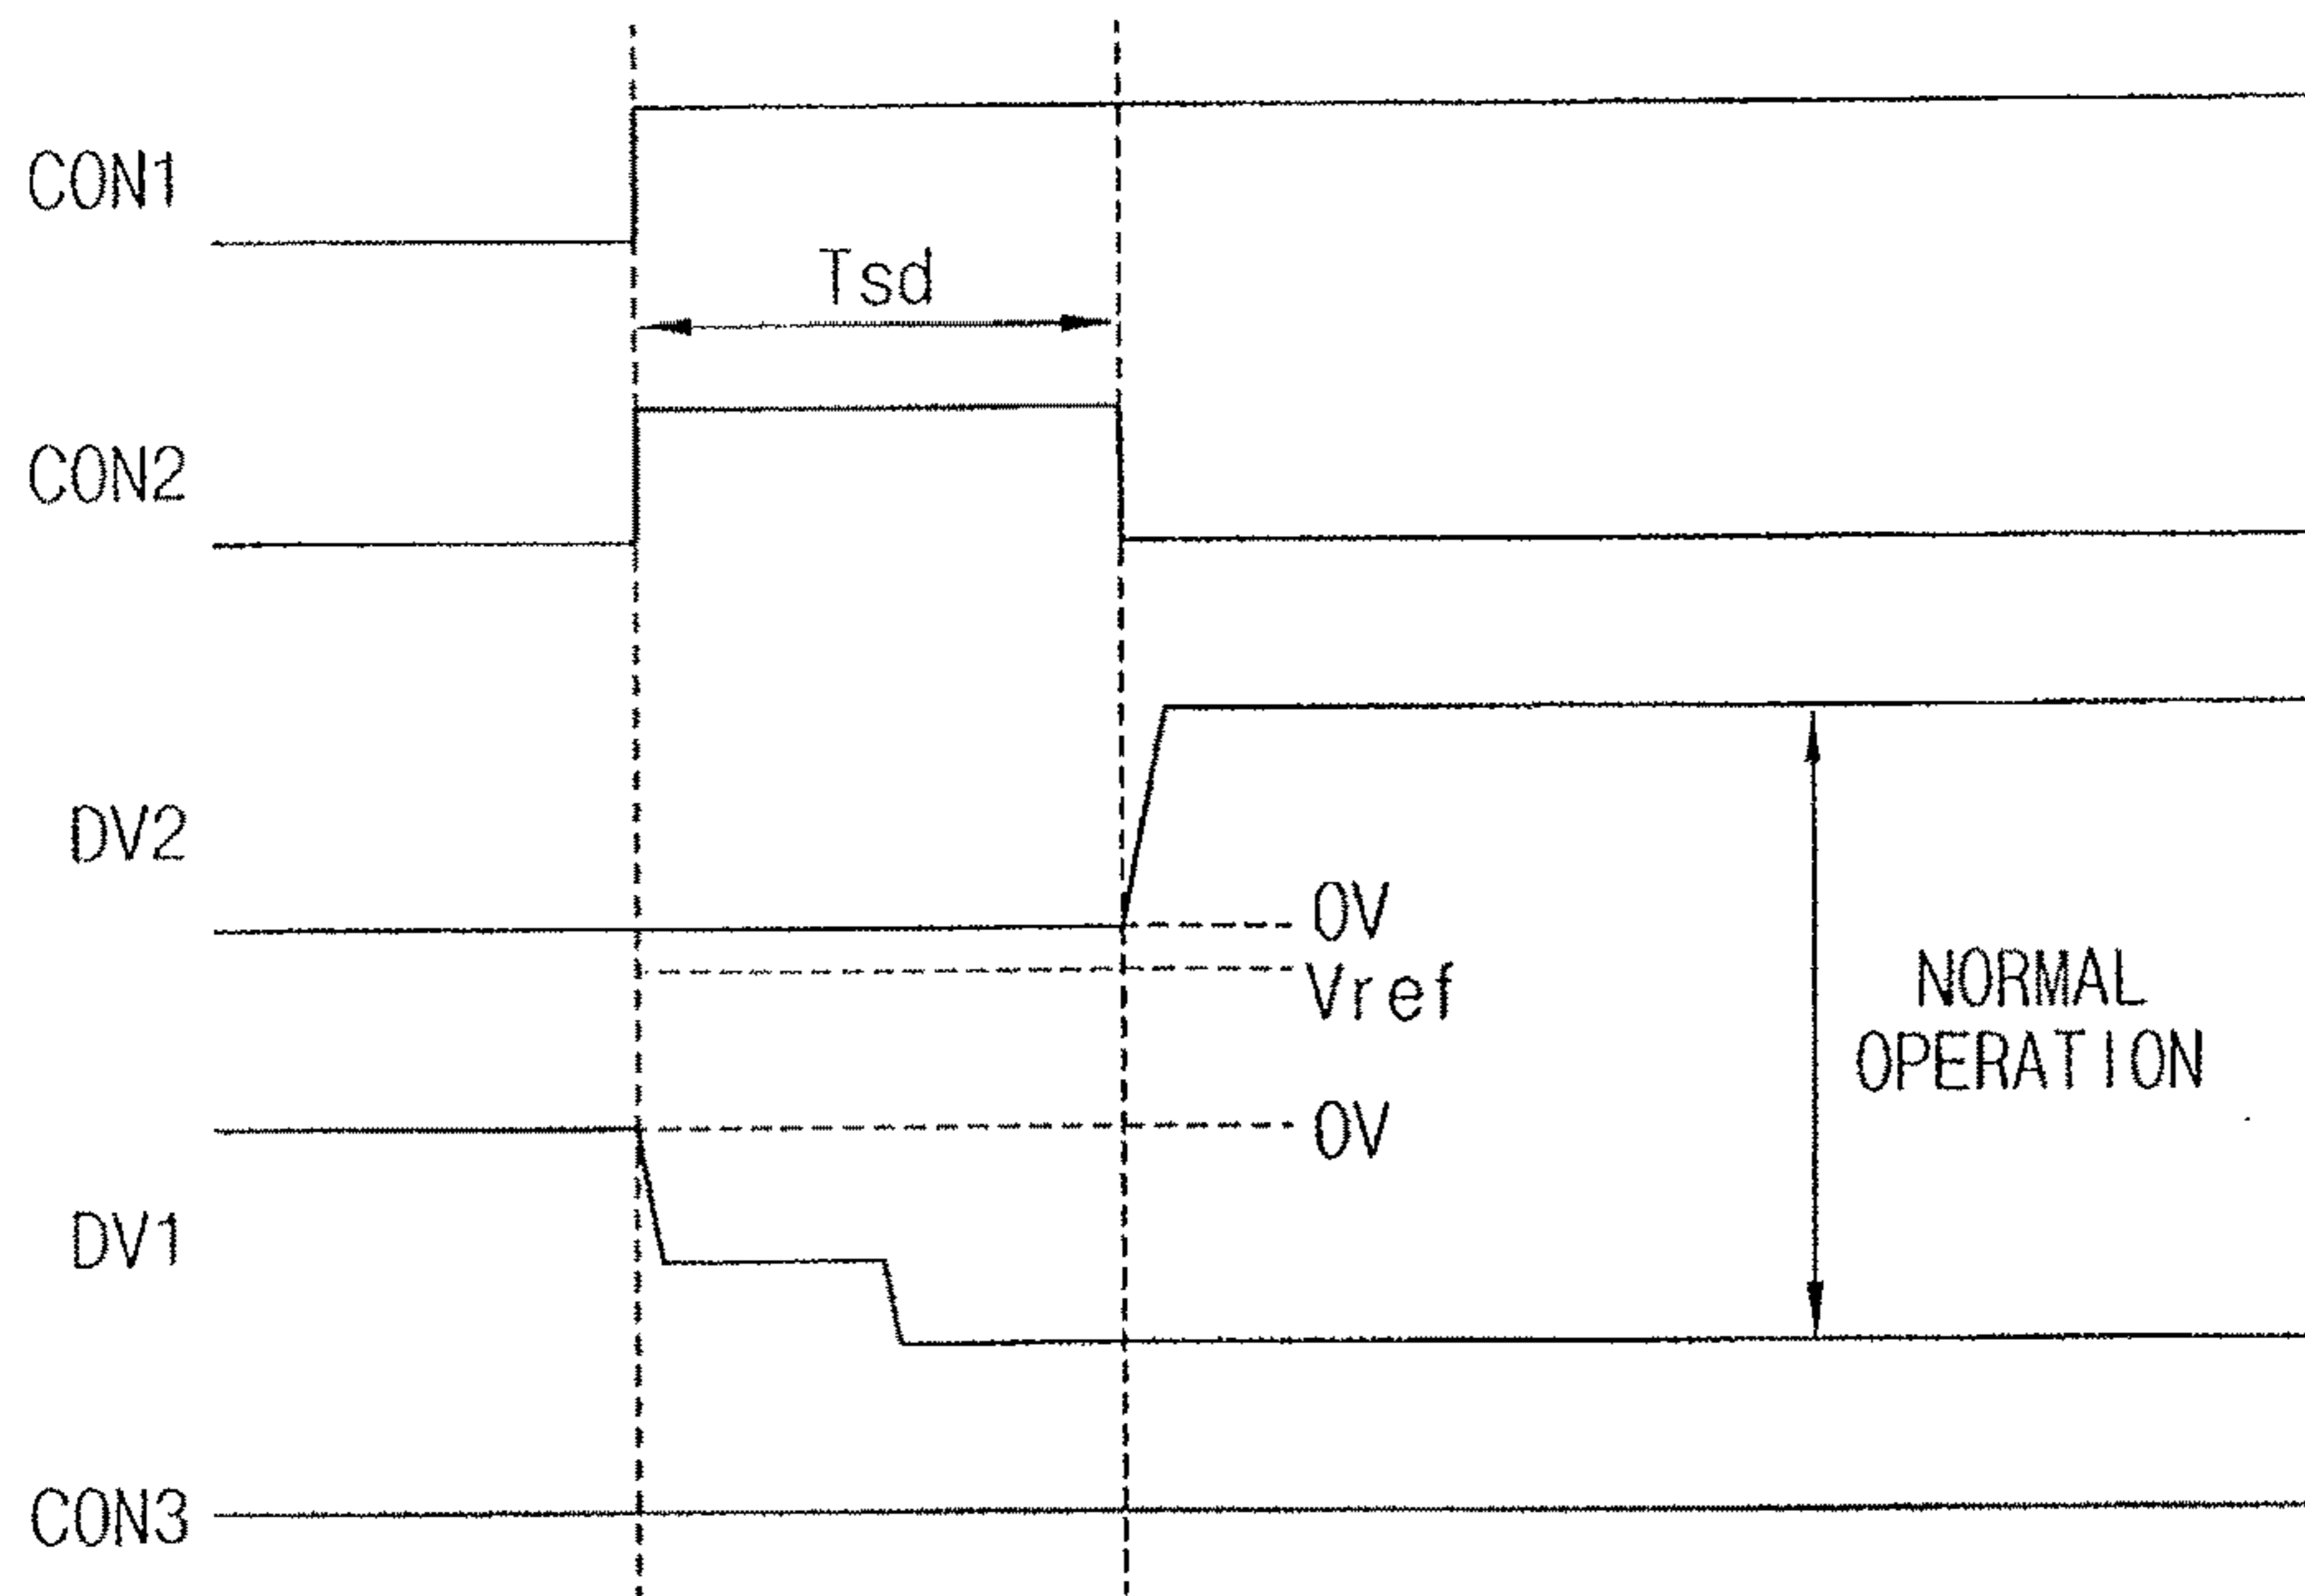 CON1
Tsd
CON2
DV2
0V
Vref
NORMAL
OPERATION
0V
DV1
CON3